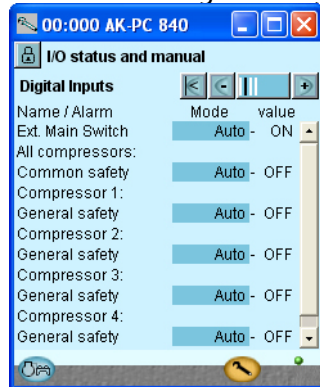 00:000 AK-PC 840
I/O status and manual
Digital Inputs
Name / Alarm Mode value
Ext. Main Switch Auto - ON
All compressors:
Common safety Auto - OFF
Compressor 1:
General safety Auto - OFF
Compressor 2:
General safety Auto - OFF
Compressor 3:
General safety Auto - OFF
Compressor 4:
General safety Auto - OFF